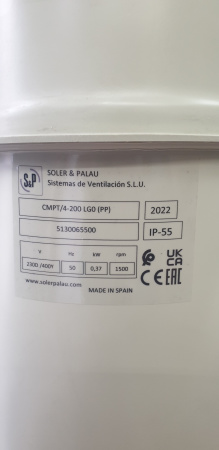 S&P
SOLER & PALAU
Sistemas de Ventilación S.L.U.
CMPT/4-200 LG0 (PP) 2022
5130065500 IP-55
V Hz kW rpm
230D /400Y 50 0,37 1500
UK CA
CE EAC
www.solerpalau.com
MADE IN SPAIN